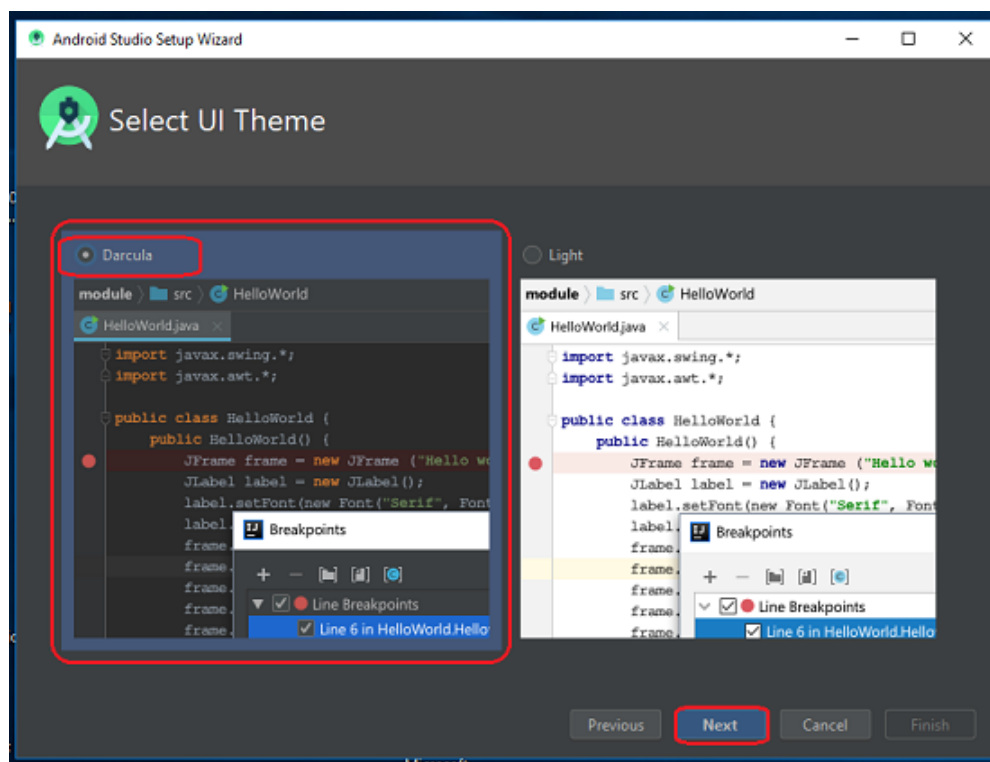 Android Studio Setup Wizard
Select UI Theme
Darcula
module src HelloWorld
HelloWorld.java
import javax.swing.*;
import javax.awt.*;
public class HelloWorld {
public HelloWorld() {
JFrame frame = new JFrame ("Hello
JLabel label = new JLabel();
label.setFont(new Font("Serif", Font
label.
frame.
frame.
frame.
frame.
frame.
Breakpoints
Line Breakpoints
Line 6 in HelloWorld.Hello
Light
module src HelloWorld
HelloWorld.java
import javax.swing.*;
import javax.awt.*;
public class HelloWorld {
public HelloWorld() {
JFrame frame = new JFrame ("Hello
JLabel label = new JLabel();
label.setFont(new Font("Serif", Font
label.
frame.
frame.
frame.
frame.
frame.
Breakpoints
Line Breakpoints
Line 6 in HelloWorld.Hello
Previous Next Cancel Finish